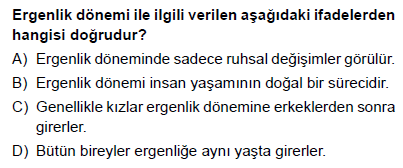 Ergenlik dönemi ile ilgili verilen aşağıdaki ifadelerden
hangisi doğrudur?
A) Ergenlik döneminde sadece ruhsal değişimler görülür.
B) Ergenlik dönemi insan yaşamının doğal bir sürecidir.
C) Genellikle kızlar ergenlik dönemine erkeklerden sonra
girerler.
D) Bütün bireyler ergenliğe aynı yaşta girerler.